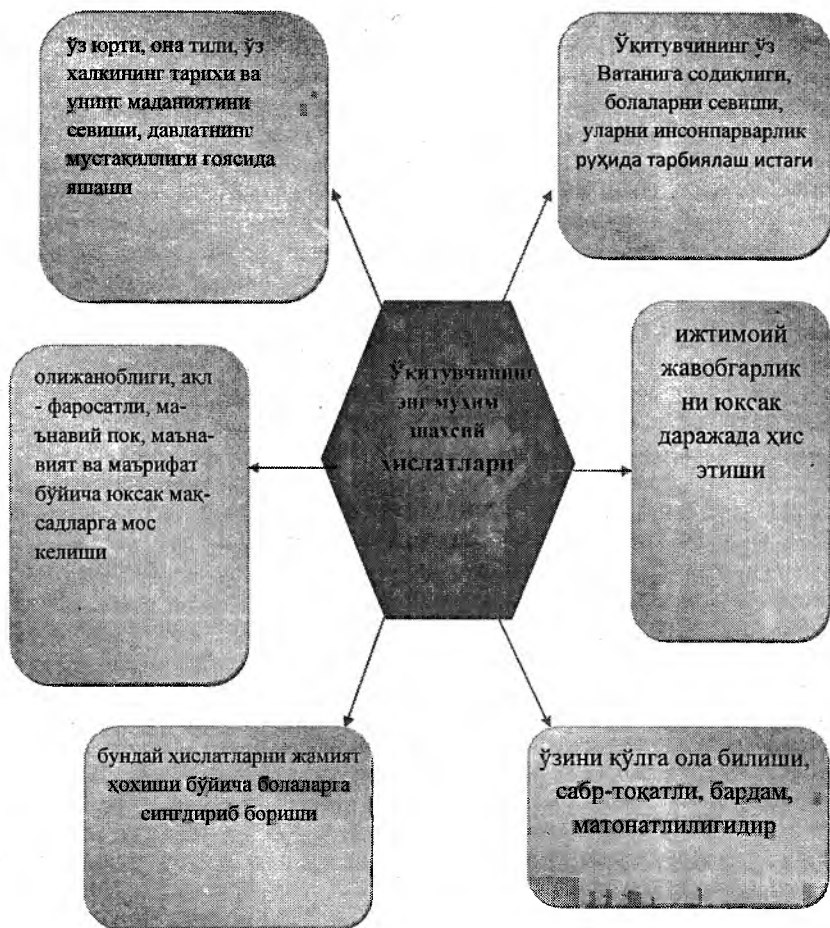 ўз юрти, она тили, ўз
халқининг тарихи ва
унинг маданиятини
севиши, давлатнинг
мустақиллиги ғоясида
яшаши
Ўқитувчининг ўз
Ватанига содиқлиги,
болаларни севиши,
уларни инсонпарварлик
руҳида тарбиялаш истаги
олижаноблиги, ақл
- фаросатли, ма-
ънавий пок, маъна-
вият ва маърифат
бўйича юксак мақ-
садларга мос
келиши
Ўқитувчининг
энг муҳим
шахсий
хислатлари
ижтимоий
жавобгарлик
ни юксак
даражада ҳис
этиши
бундай хислатларни жамият
ҳохиши бўйича болаларга
сингдириб бориши
ўзини қўлга ола билиши,
сабр-тоқатли, бардам,
матонатлилигидир